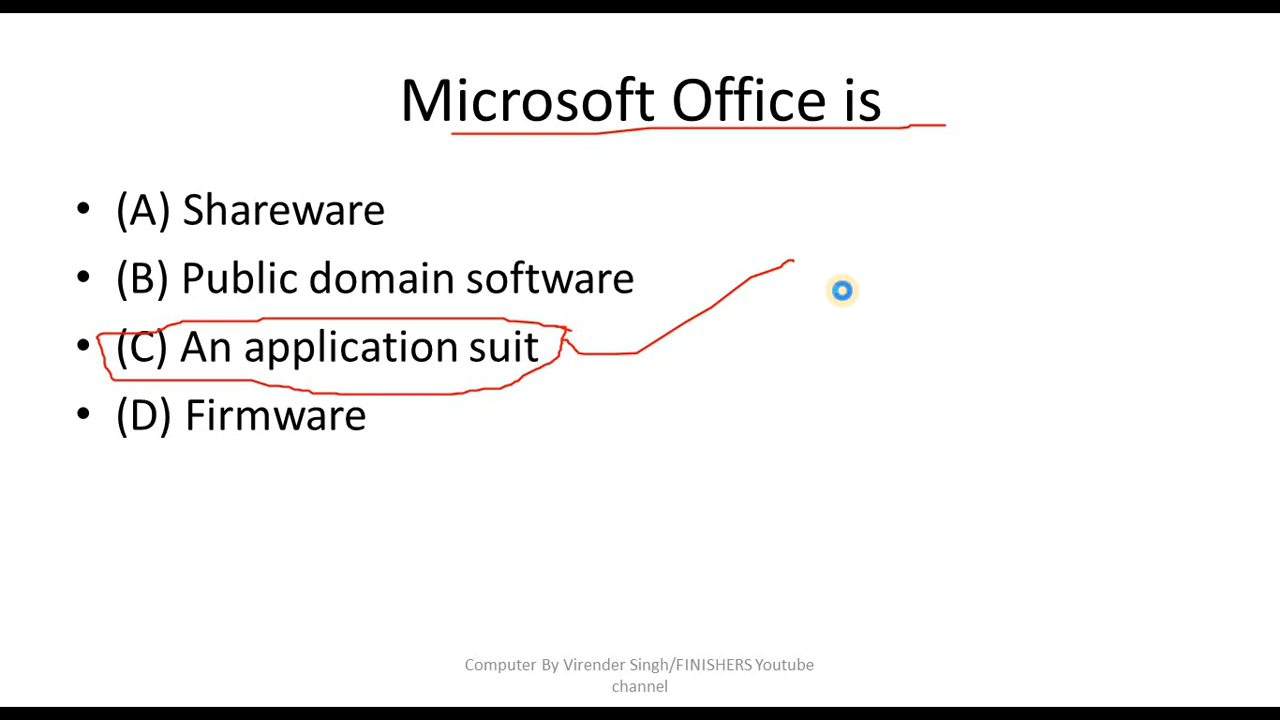 Microsoft Office is
• (A) Shareware
• (B) Public domain software
• (C) An application suit
• (D) Firmware
Computer By Virender Singh/FINISHERS Youtube
channel